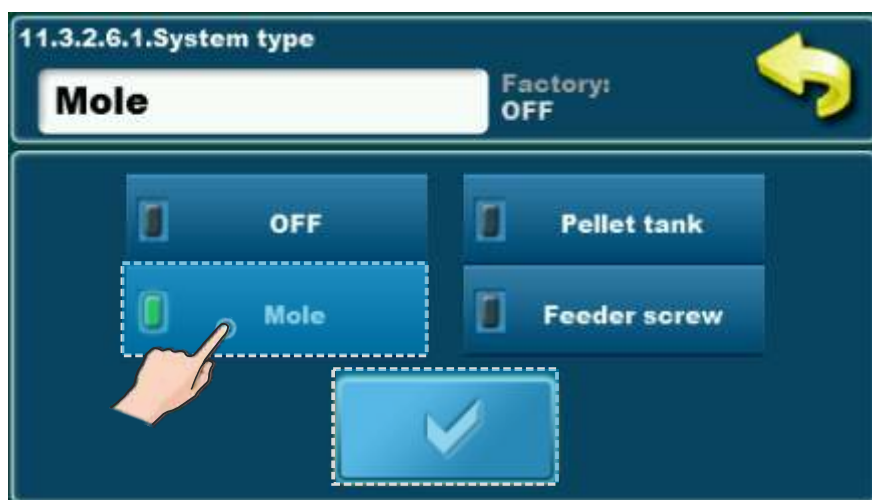 11.3.2.6.1.System type
Mole
Factory:
OFF
OFF
Pellet tank
Mole
Feeder screw